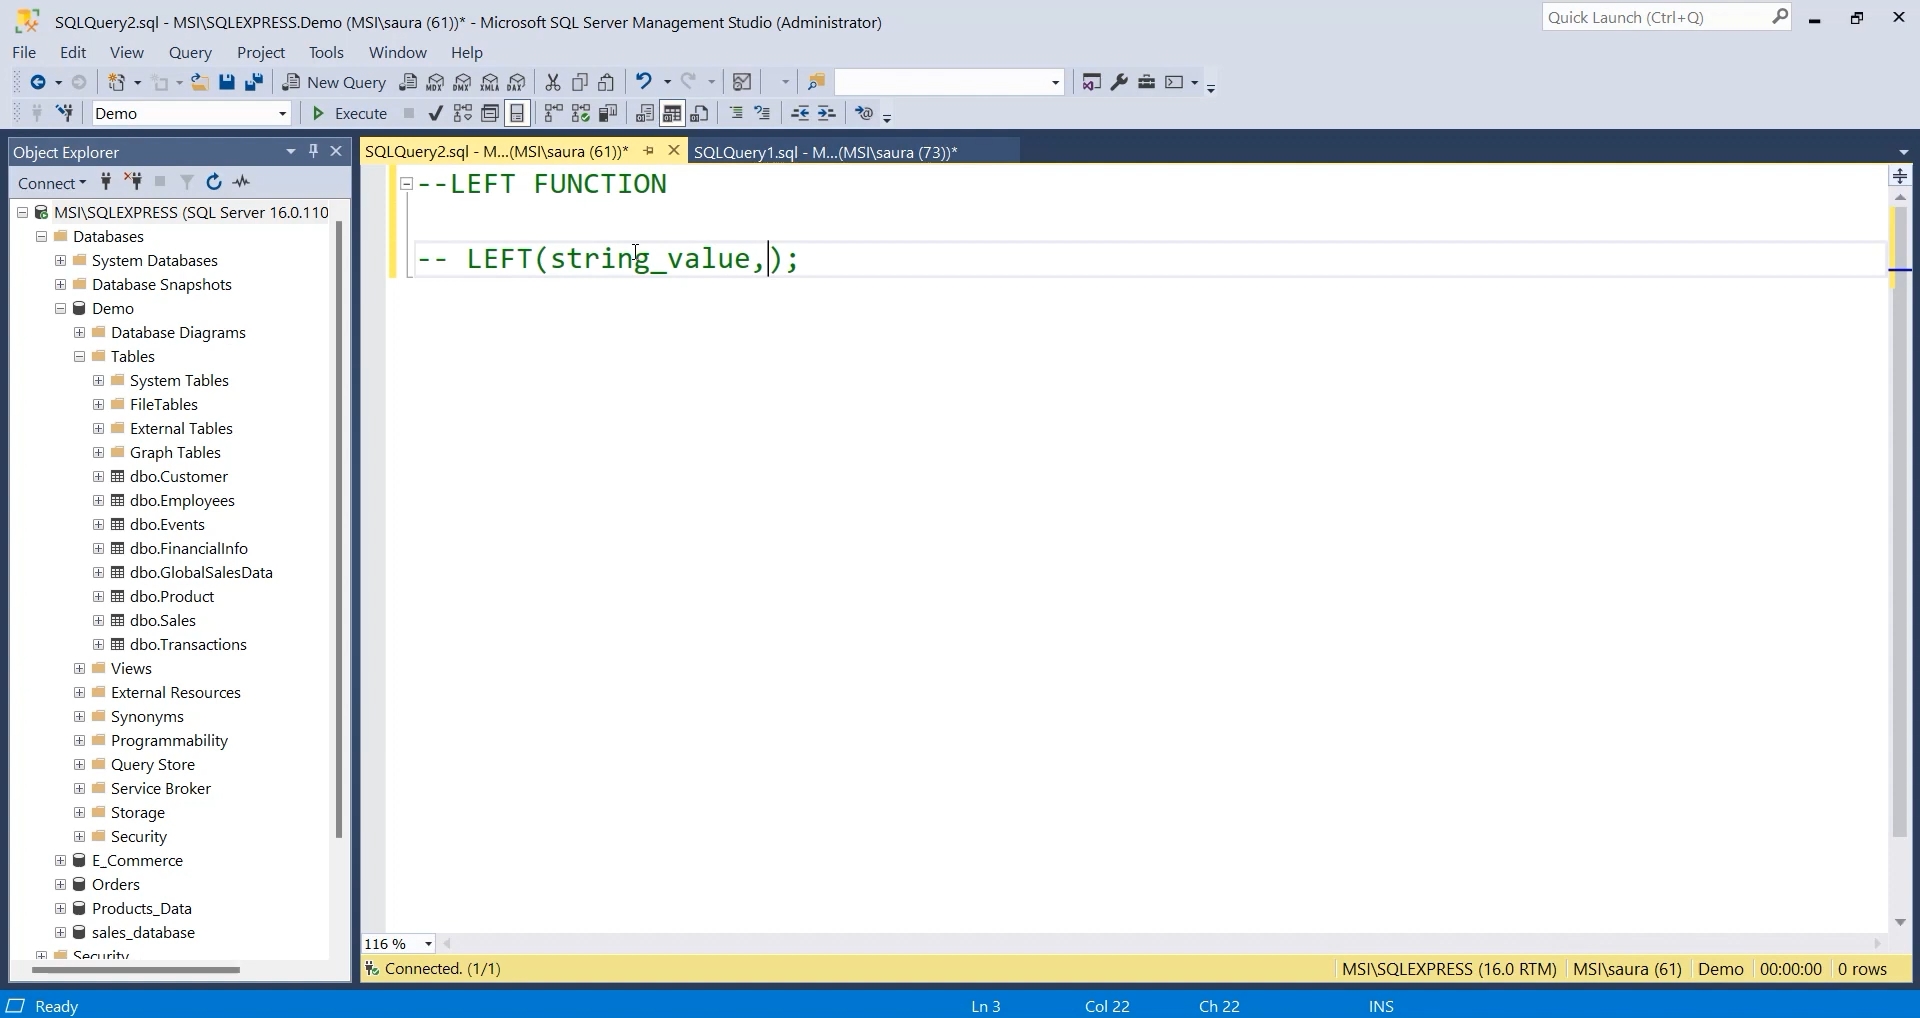 SQLQuery2.sql - MSI\SQLEXPRESS.Demo (MSI\saura (61))* - Microsoft SQL Server Management Studio (Administrator)
Quick Launch (Ctrl+Q)
File Edit View Query Project Tools Window Help
New Query MDX DMX XMLA DAX
Demo Execute
Object Explorer
SQLQuery2.sql - M...(MSI\saura (61))* SQLQuery1.sql - M...(MSI\saura (73))*
Connect
MSI\SQLEXPRESS (SQL Server 16.0.110
Databases
System Databases
Database Snapshots
Demo
Database Diagrams
Tables
System Tables
FileTables
External Tables
Graph Tables
dbo.Customer
dbo.Employees
dbo.Events
dbo.FinancialInfo
dbo.GlobalSalesData
dbo.Product
dbo.Sales
dbo.Transactions
Views
External Resources
Synonyms
Programmability
Query Store
Service Broker
Storage
Security
E_Commerce
Orders
Products_Data
sales_database
Security
--LEFT FUNCTION
-- LEFT(string_value,);
116 %
Connected. (1/1) MSI\SQLEXPRESS (16.0 RTM) MSI\saura (61) Demo 00:00:00 0 rows
Ready Ln 3 Col 22 Ch 22 INS